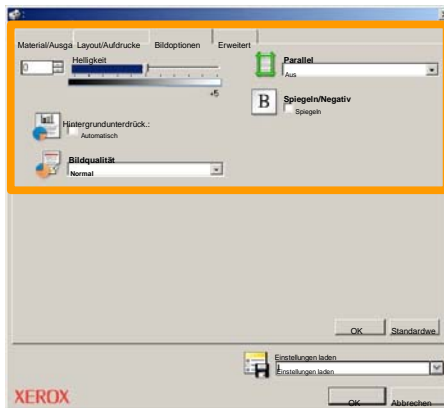 Material/Ausga Layout/Aufdrucke Bildoptionen Erweitert
0 Helligkeit
+5
Parallel
Aus
B Spiegeln/Negativ
Spiegeln
Hintergrundunterdrück.:
Automatisch
Bildqualität
Normal
OK Standardwe
Einstellungen laden
Einstellungen laden
XEROX OK Abbrechen